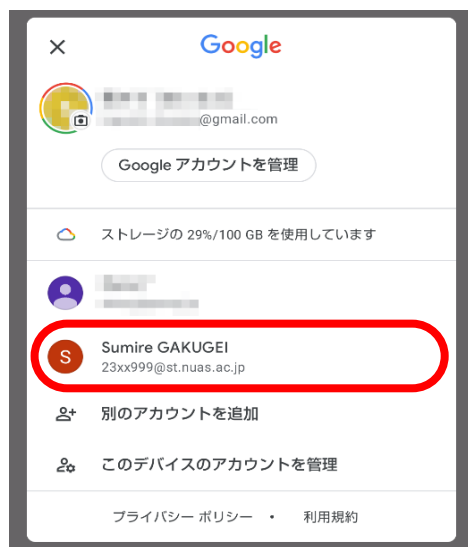 Google
@gmail.com
Google アカウントを管理
ストレージの 29%/100 GB を使用しています
S
Sumire GAKUGEI
23xx999@st.nuas.ac.jp
別のアカウントを追加
このデバイスのアカウントを管理
プライバシー ポリシー • 利用規約